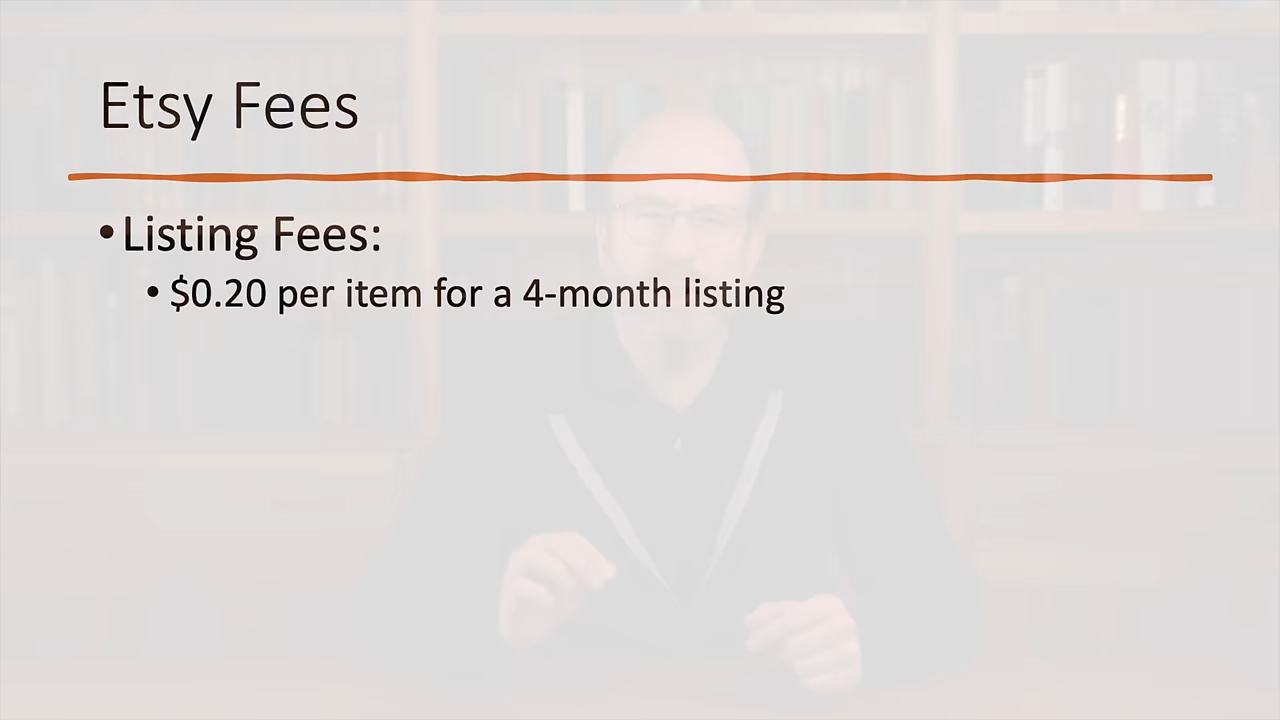 Etsy Fees
•Listing Fees:
• $0.20 per item for a 4-month listing